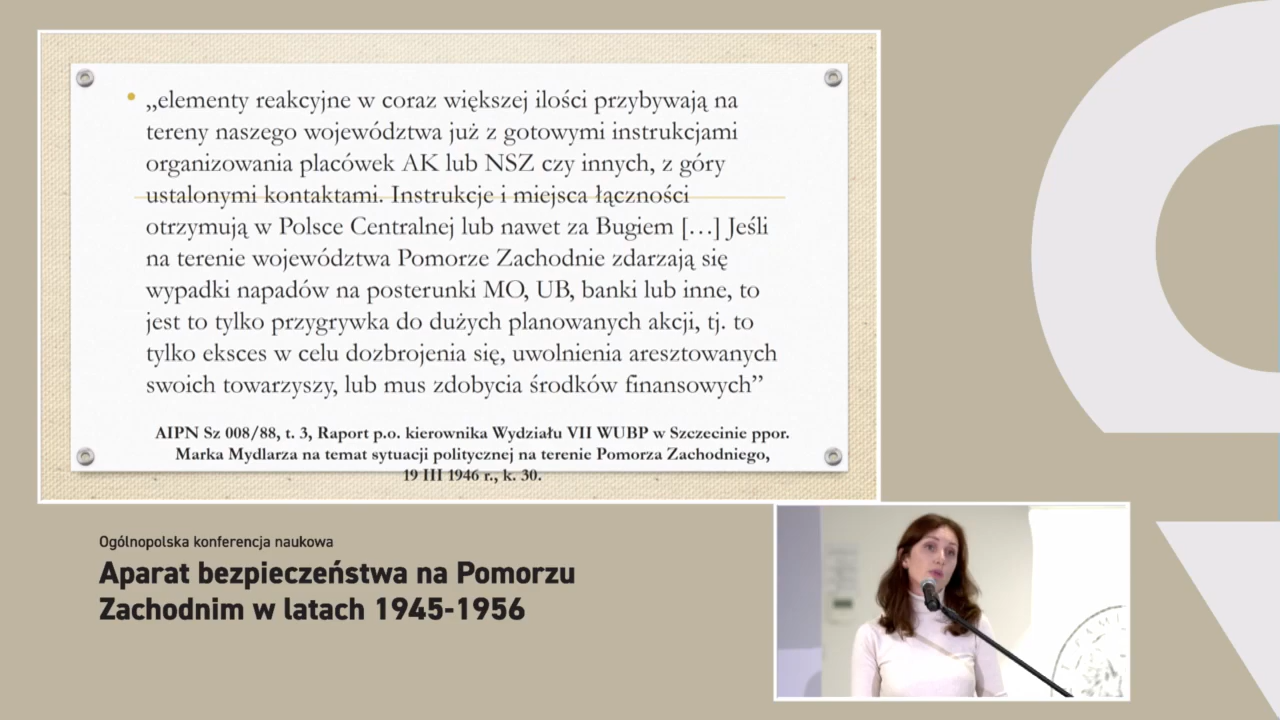 „elementy reakcyjne w coraz większej ilości przybywają na
tereny naszego województwa już z gotowymi instrukcjami
organizowania placówek AK lub NSZ czy innych, z góry
ustalonymi kontaktami. Instrukcje i miejsca łączności
otrzymują w Polsce Centralnej lub nawet za Bugiem […] Jeśli
na terenie województwa Pomorze Zachodnie zdarzają się
wypadki napadów na posterunki MO, UB, banki lub inne, to
jest to tylko przygrywka do dużych planowanych akcji, tj. to
tylko eksces w celu dozbrojenia się, uwolnienia aresztowanych
swoich towarzyszy, lub mus zdobycia środków finansowych”
AIPN Sz 008/88, t. 3, Raport p.o. kierownika Wydziału VII WUBP w Szczecinie ppor.
Marka Mydlarza na temat sytuacji politycznej na terenie Pomorza Zachodniego,
19 III 1946 r., k. 30.
Ogólnopolska konferencja naukowa
Aparat bezpieczeństwa na Pomorzu
Zachodnim w latach 1945-1956